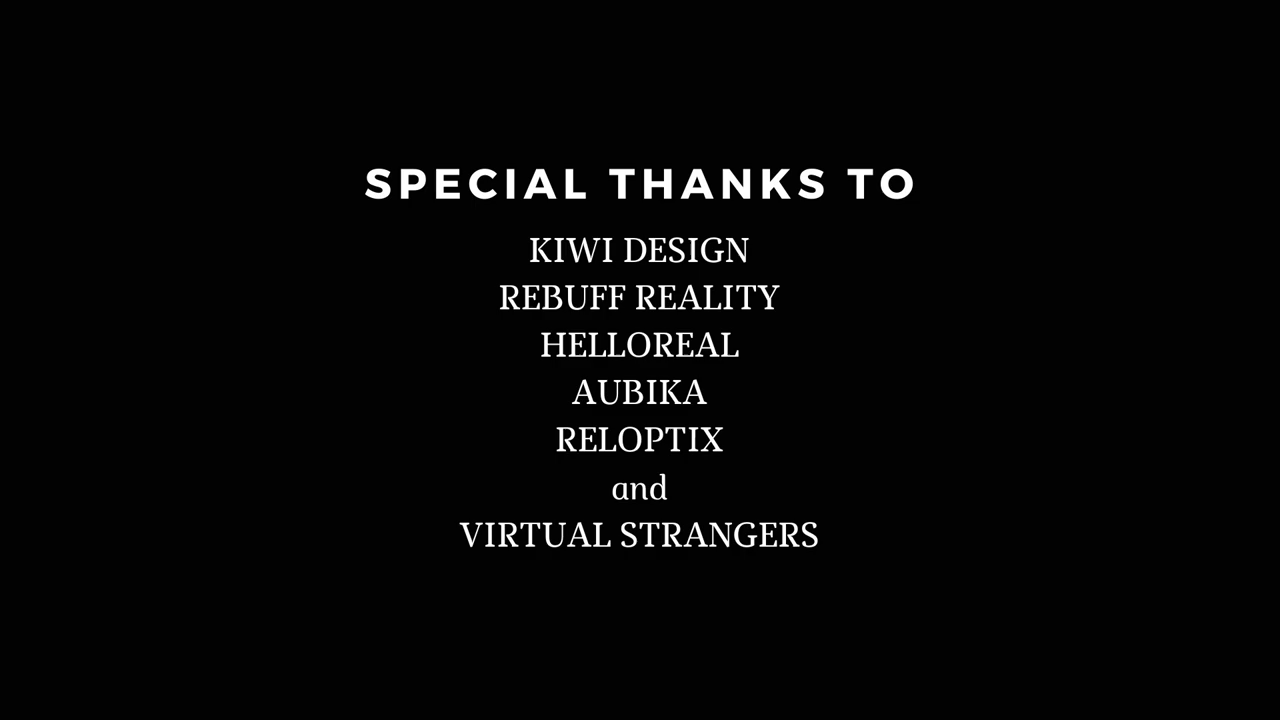 SPECIAL THANKS TO
KIWI DESIGN
REBUFF REALITY
HELLOREAL
AUBIKA
RELOPTIX
and
VIRTUAL STRANGERS